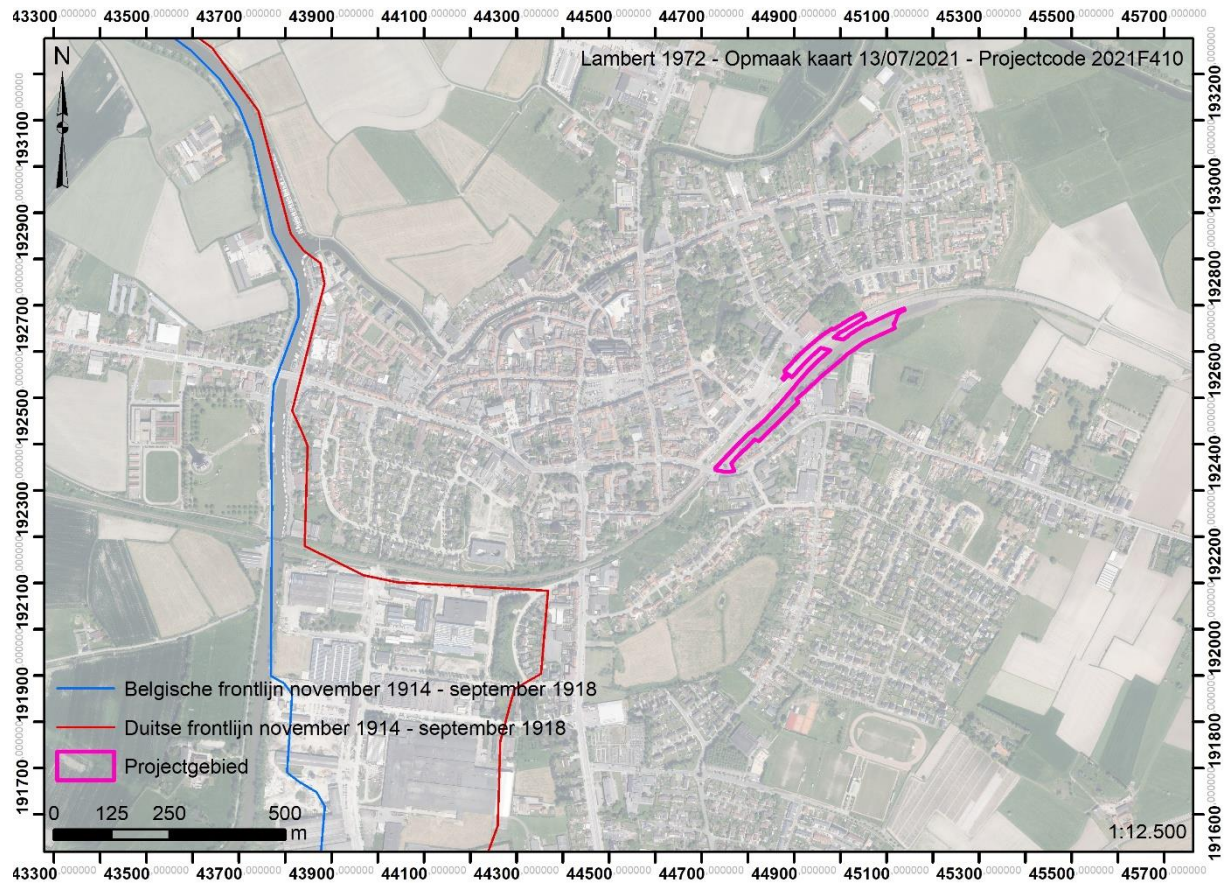 43300.000000 43500.000000 43700.000000 43900.000000 44100.000000 44300.000000 44500.000000 44700.000000 44900.000000 45100.000000 45300.000000 45500.000000 45700.000000
N
Lambert 1972 - Opmaak kaart 13/07/2021 - Projectcode 2021F410
193100.000000
192900.000000
192700.000000
192500.000000
192300.000000
192100.000000
191900.000000
191700.000000
193200.000000
193000.000000
192800.000000
192600.000000
192400.000000
192200.000000
192000.000000
191800.000000
191600.000000
Belgische frontlijn november 1914 - september 1918
Duitse frontlijn november 1914 - september 1918
Projectgebied
0 125 250 500
m
1:12.500
43300.000000 43500.000000 43700.000000 43900.000000 44100.000000 44300.000000 44500.000000 44700.000000 44900.000000 45100.000000 45300.000000 45500.000000 45700.000000